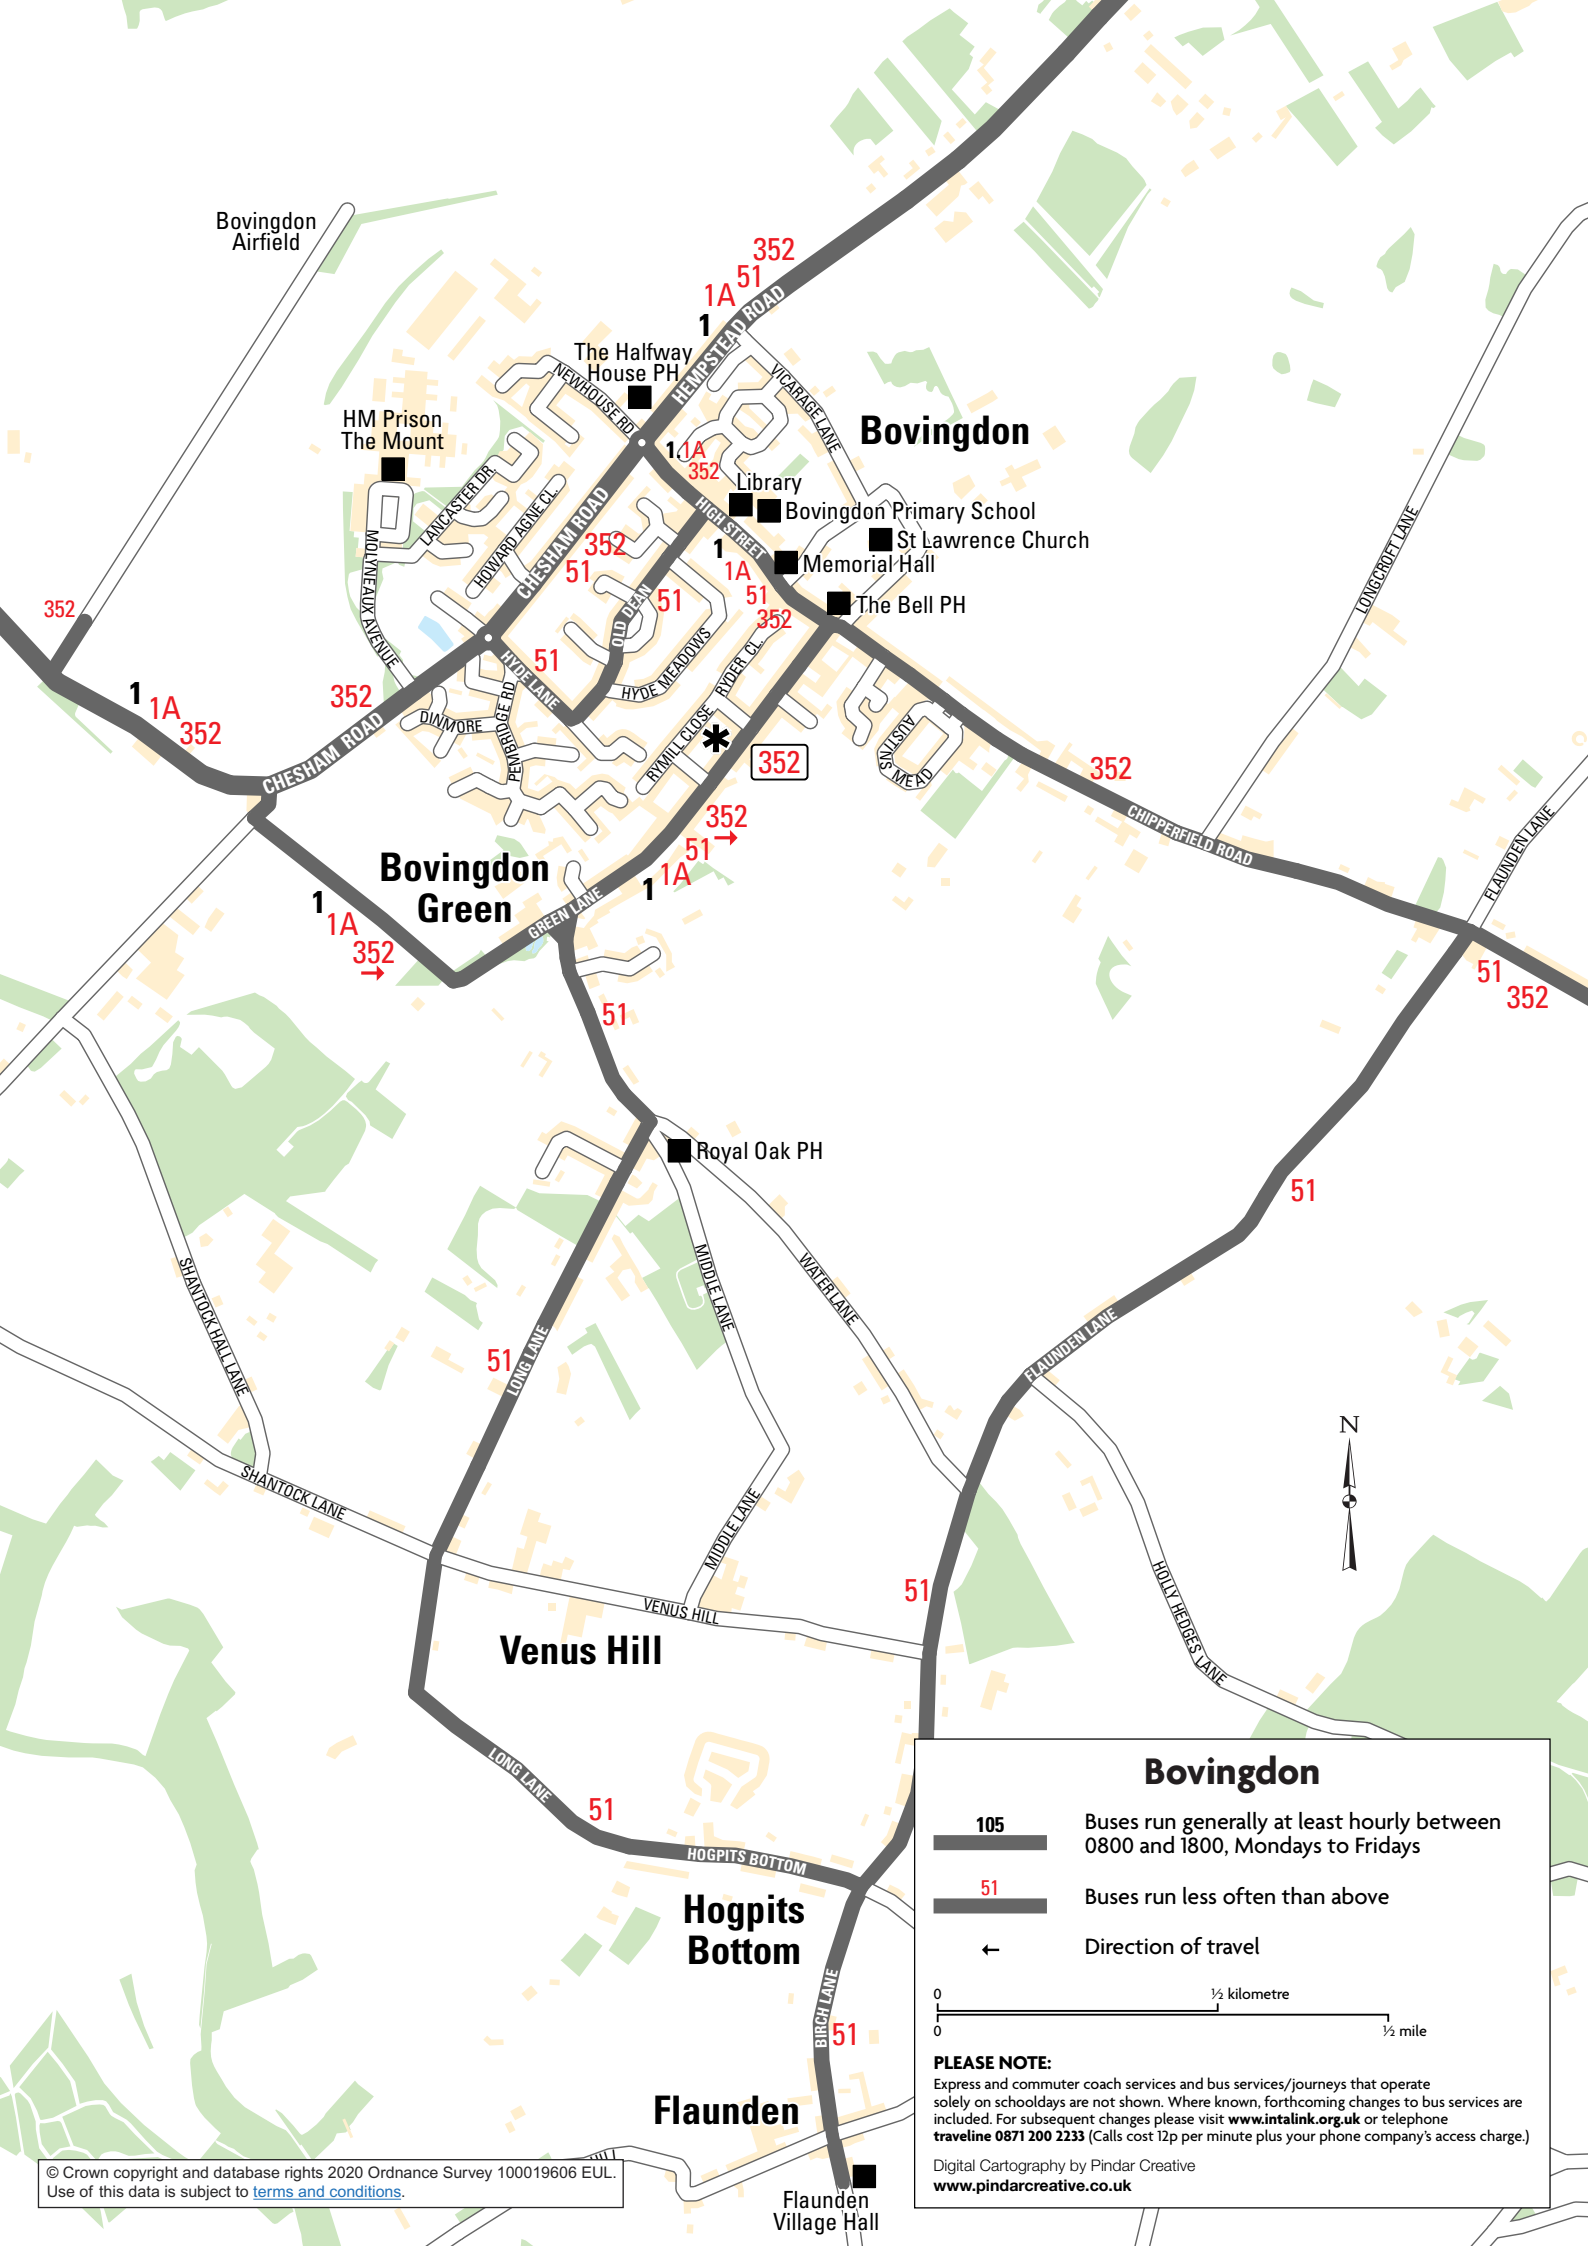 Bovingdon
Airfield
352
51
1A
1
HEMPSTEAD ROAD
The Halfway
House PH
NEWHOUSE RD
VICARAGE LANE
HM Prison
The Mount
Bovingdon
1. 1A
352
LANCASTER DR.
HOWARD AGNE CL.
MOLYNEAUX AVENUE
CHESHAM ROAD
352
51
Library
Bovingdon Primary School
HIGH STREET
St Lawrence Church
Memorial Hall
1
1A
51
352
The Bell PH
LONGCROFT LANE
352
OLD DEAN
51
51
HYDE LANE
HYDE MEADOWS
RYDER CL.
RYMILL CLOSE
*
352
1
1A
352
352
CHESHAM ROAD
DINMORE
PEMBRIDGE RD
AUSTINS MEAD
352
CHIPPERFIELD ROAD
FLAUNDEN LANE
352
→
51
1A
1
Bovingdon
Green
GREEN LANE
1
1A
352
→
51
51
352
Royal Oak PH
51
MIDDLE LANE
WATER LANE
SHANTOCK HALL LANE
51
LONG LANE
FLAUNDEN LANE
N
SHANTOCK LANE
MIDDLE LANE
HOLLY HEDGES LANE
51
VENUS HILL
Venus Hill
LONG LANE
51
HOGPITS BOTTOM
Hogpits
Bottom
BIRCH LANE
51
Flaunden
Flaunden
Village Hall
Bovingdon
105
Buses run generally at least hourly between
0800 and 1800, Mondays to Fridays
51
Buses run less often than above
← Direction of travel
0 ½ kilometre
0 ½ mile
PLEASE NOTE:
Express and commuter coach services and bus services/journeys that operate
solely on schooldays are not shown. Where known, forthcoming changes to bus services are
included. For subsequent changes please visit www.intalink.org.uk or telephone
traveline 0871 200 2233 (Calls cost 12p per minute plus your phone company's access charge.)
Digital Cartography by Pindar Creative
www.pindarcreative.co.uk
© Crown copyright and database rights 2020 Ordnance Survey 100019606 EUL.
Use of this data is subject to terms and conditions.